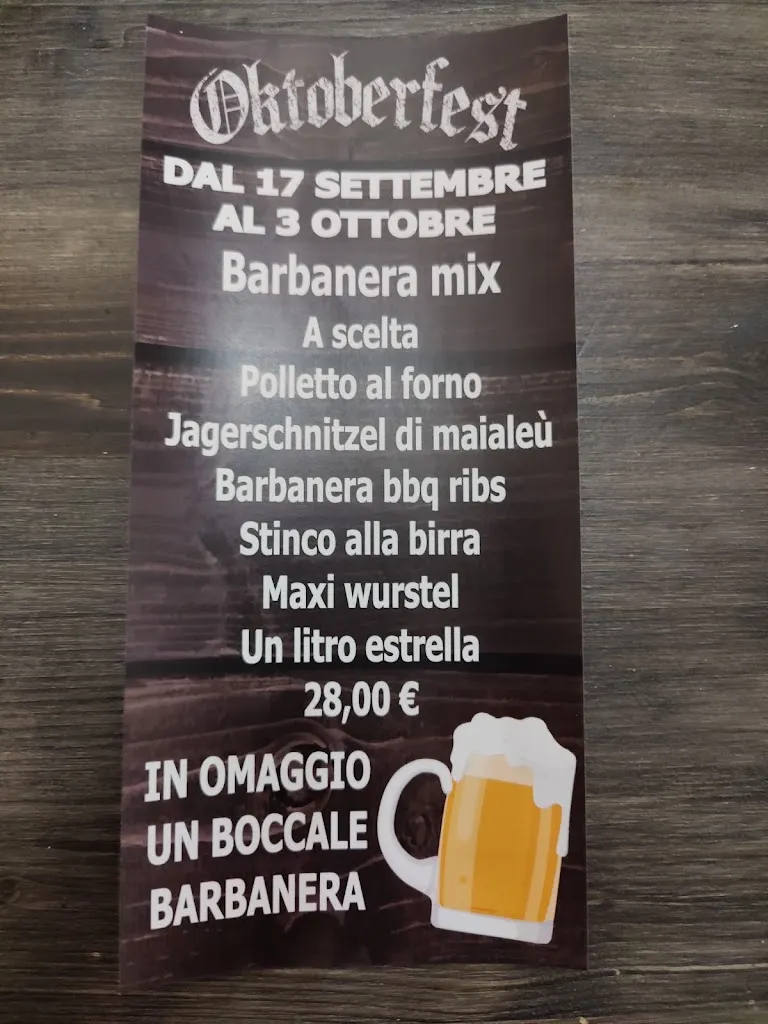 Oktoberfest
DAL 17 SETTEMBRE
AL 3 OTTOBRE
Barbanera mix
A scelta
Polletto al forno
Jagerschnitzel di maialeù
Barbanera bbq ribs
Stinco alla birra
Maxi wurstel
Un litro estrella
28,00 €
IN OMAGGIO
UN BOCCALE
BARBANERA